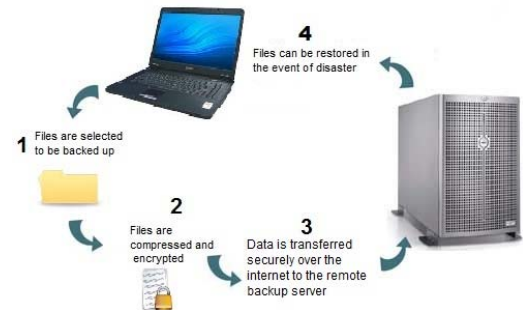 1
Files are selected
to be backed up
2
Files are
compressed and
encrypted
3
Data is transferred
securely over the
internet to the remote
backup server
4
Files can be restored in
the event of disaster